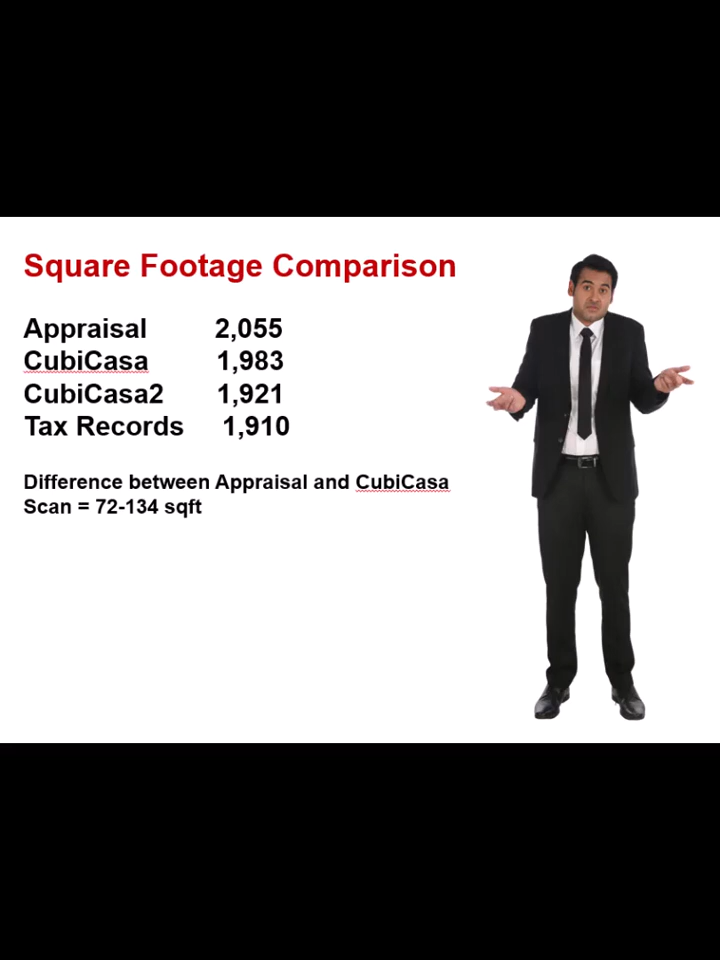 Square Footage Comparison
Appraisal 2,055
CubiCasa 1,983
CubiCasa2 1,921
Tax Records 1,910
Difference between Appraisal and CubiCasa
Scan = 72-134 sqft